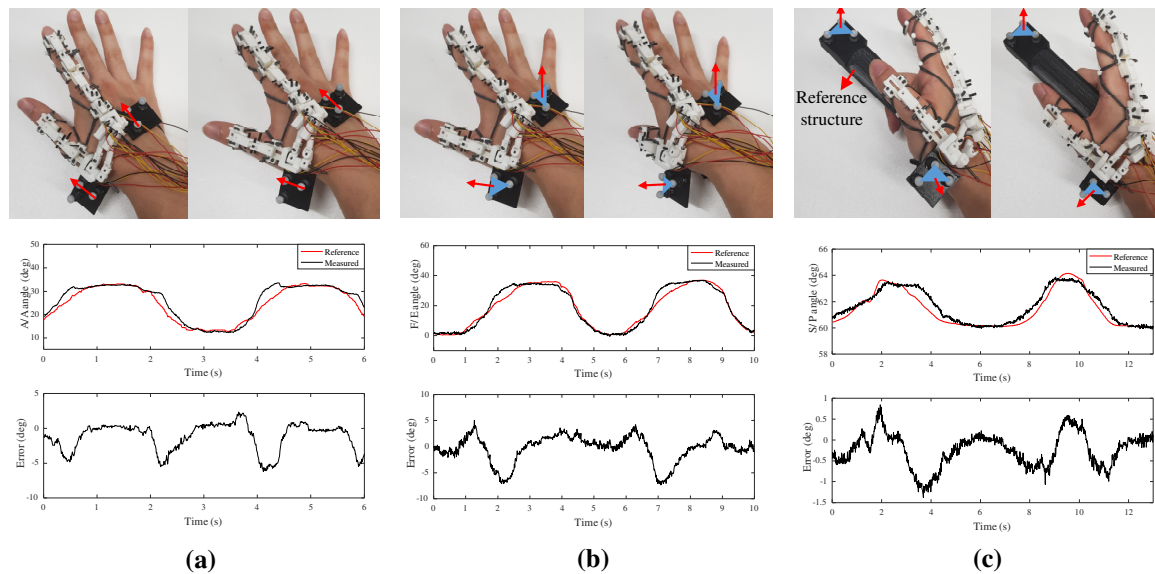 Reference
structure
A/A angle (deg)
50
40
30
20
10
Reference
Measured
0 1 2 3 4 5 6
Time (s)
F/E angle (deg)
60
40
20
0
Reference
Measured
0 1 2 3 4 5 6 7 8 9 10
Time (s)
S/P angle (deg)
66
64
62
60
58
Reference
Measured
0 2 4 6 8 10 12
Time (s)
Error (deg)
5
0
-5
-10
0 1 2 3 4 5 6
Time (s)
Error (deg)
10
5
0
-5
-10
0 1 2 3 4 5 6 7 8 9 10
Time (s)
Error (deg)
1
0.5
0
-0.5
-1
-1.5
0 2 4 6 8 10 12
Time (s)
(a)
(b)
(c)